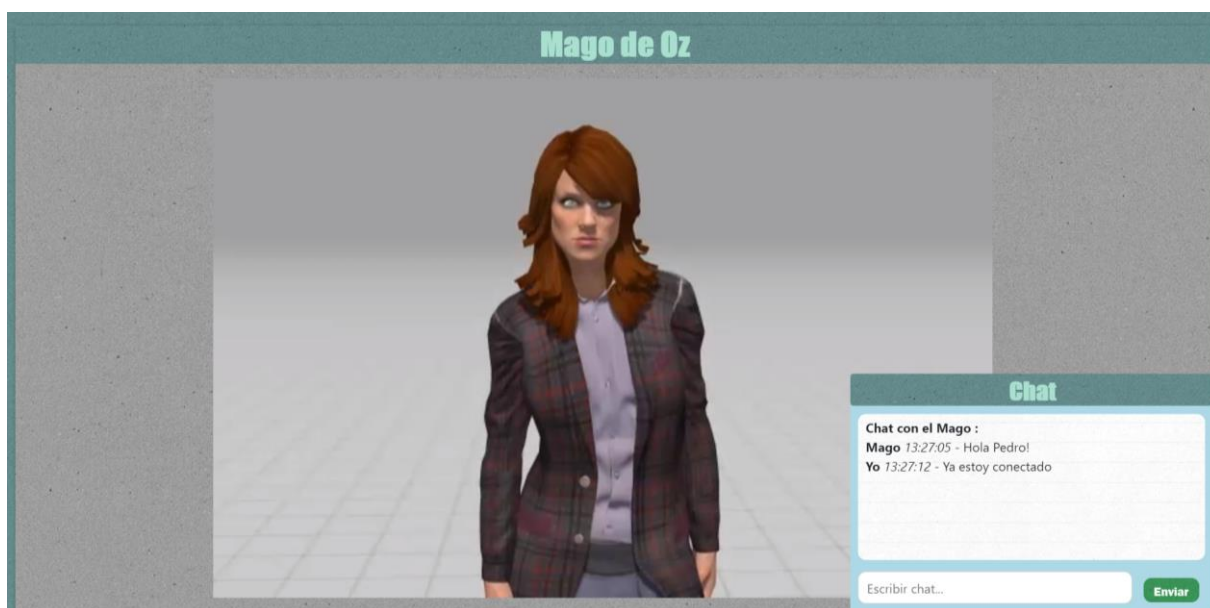 Mago de Oz
Chat
Chat con el Mago :
Mago 13:27:05 - Hola Pedro!
Yo 13:27:12 - Ya estoy conectado
Escribir chat...
Enviar